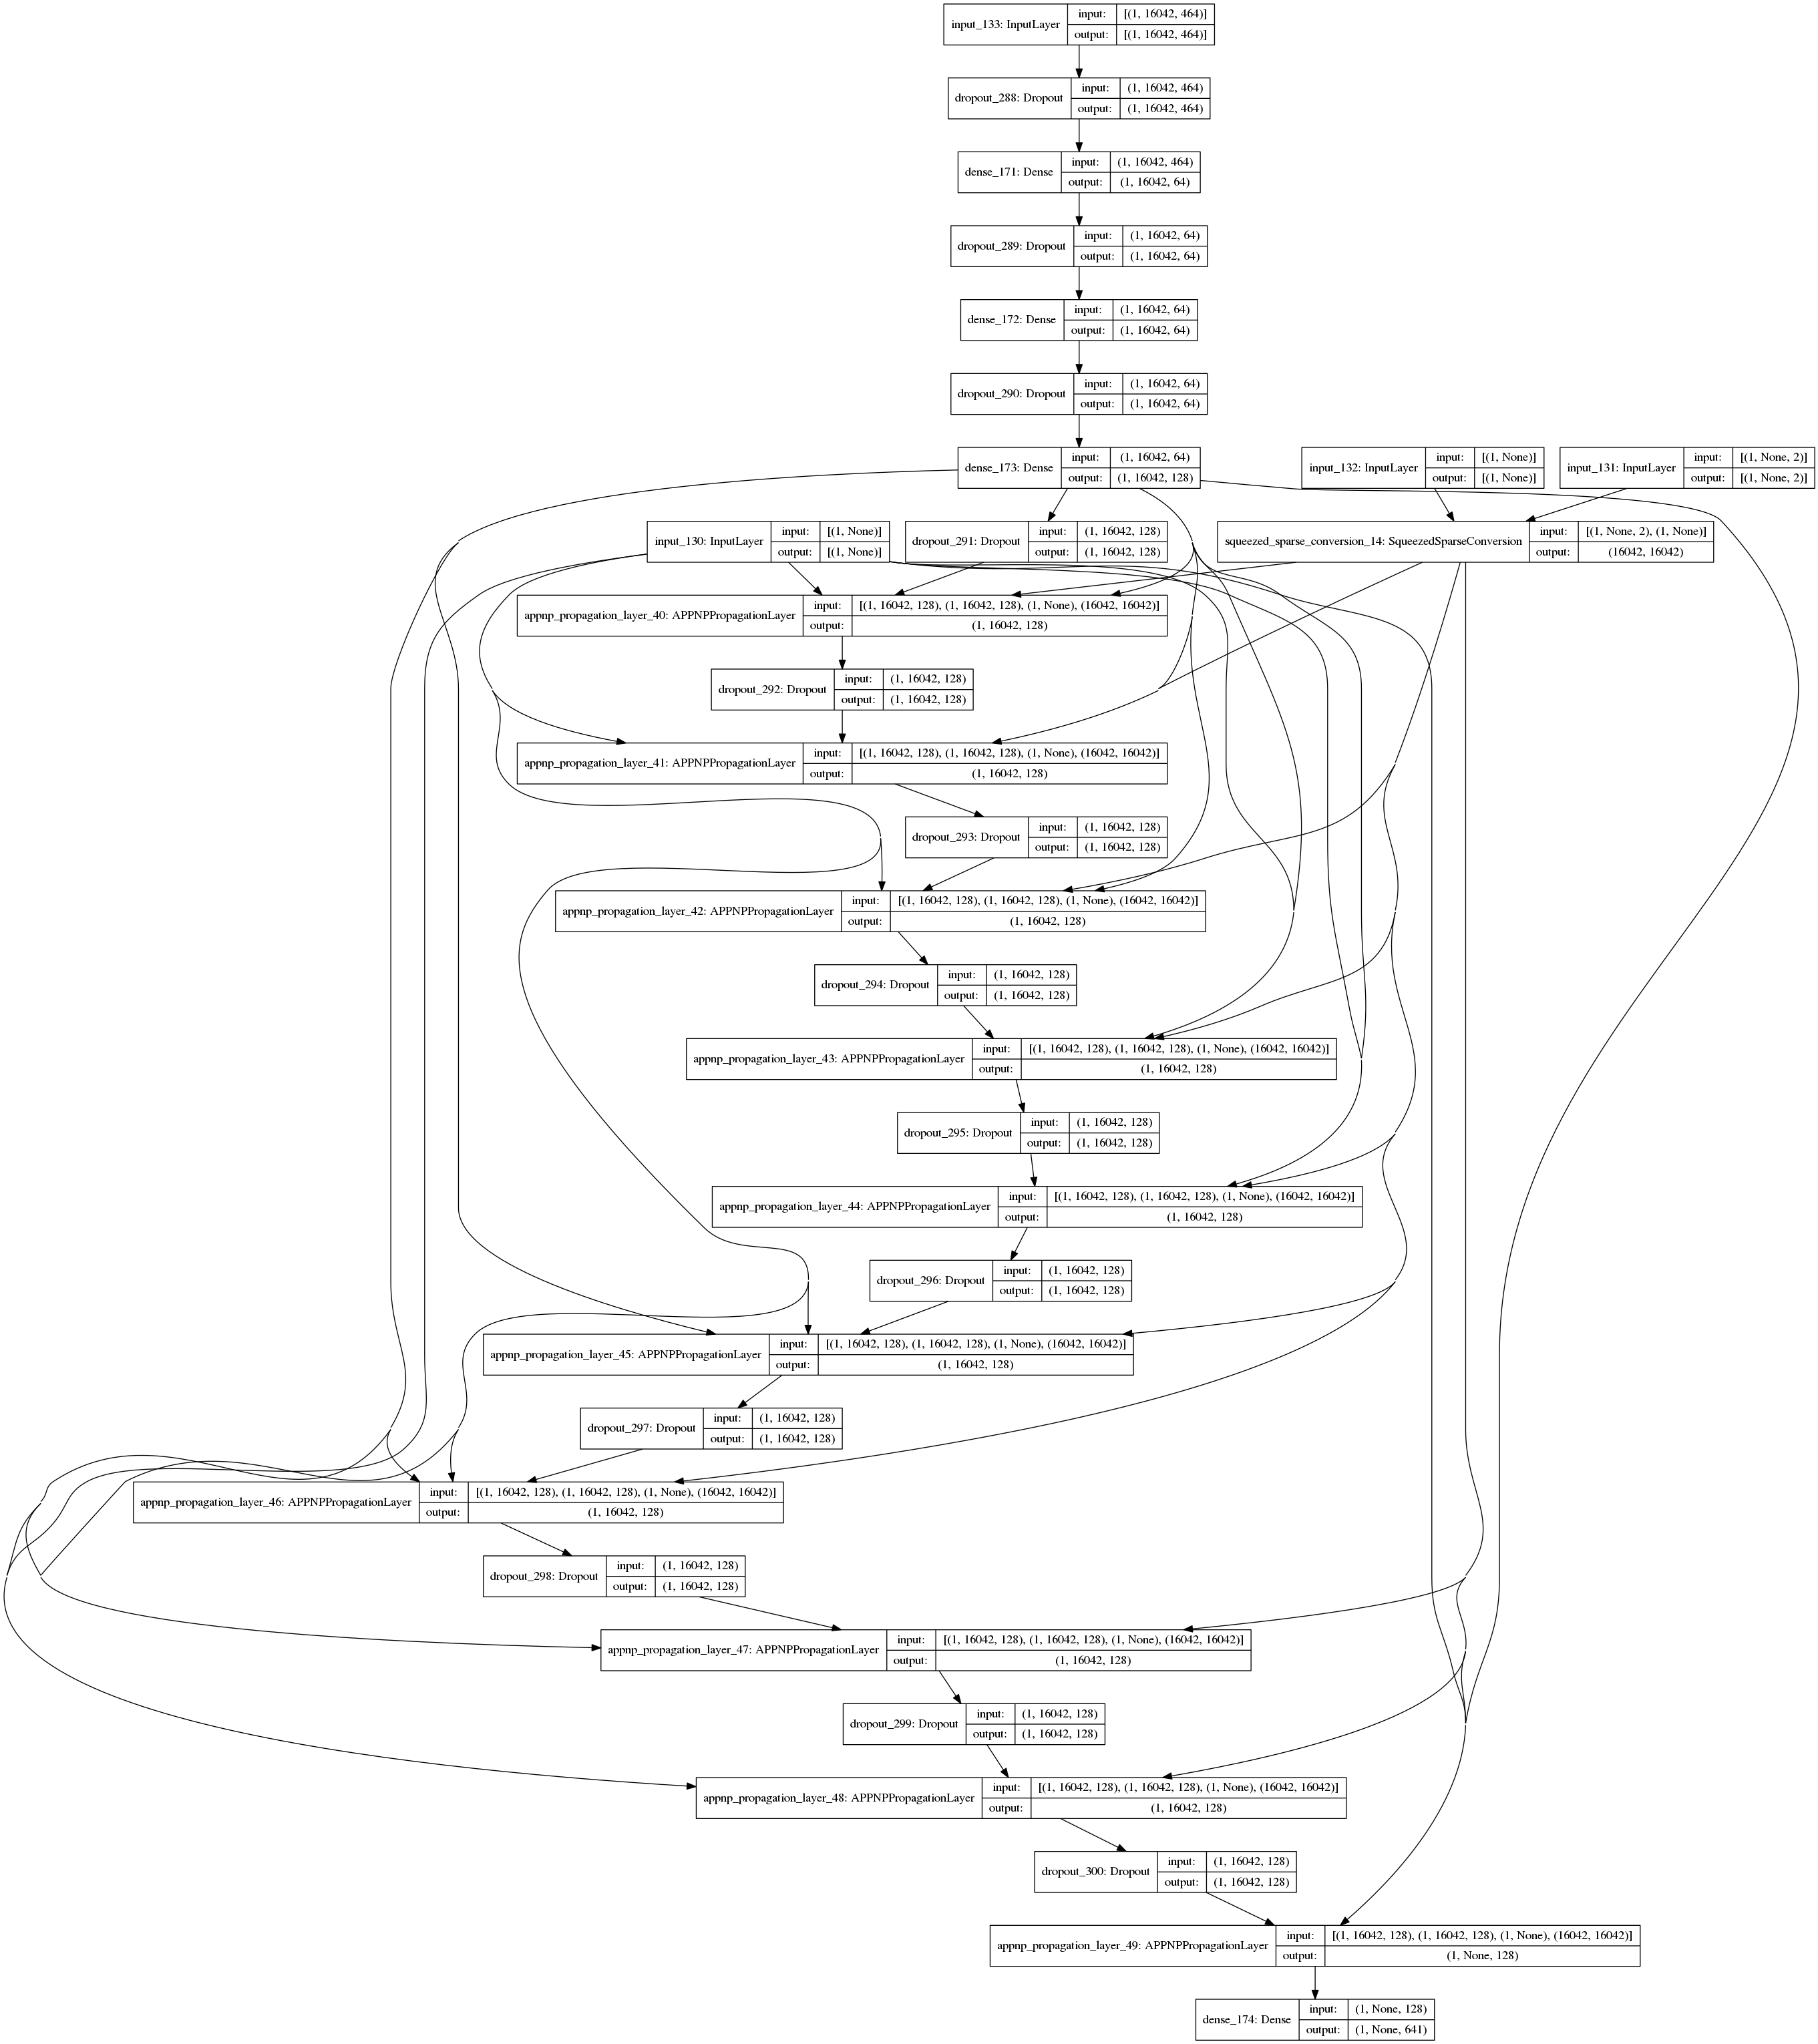 input_133: InputLayer
input: [(1, 16042, 464)]
output: [(1, 16042, 464)]
dropout_288: Dropout
input: (1, 16042, 464)
output: (1, 16042, 464)
dense_171: Dense
input: (1, 16042, 464)
output: (1, 16042, 64)
dropout_289: Dropout
input: (1, 16042, 64)
output: (1, 16042, 64)
dense_172: Dense
input: (1, 16042, 64)
output: (1, 16042, 64)
dropout_290: Dropout
input: (1, 16042, 64)
output: (1, 16042, 64)
dense_173: Dense
input: (1, 16042, 64)
output: (1, 16042, 128)
input_132: InputLayer
input: [(1, None)]
output: [(1, None)]
input_131: InputLayer
input: [(1, None, 2)]
output: [(1, None, 2)]
input_130: InputLayer
input: [(1, None)]
output: [(1, None)]
dropout_291: Dropout
input: (1, 16042, 128)
output: (1, 16042, 128)
squeezed_sparse_conversion_14: SqueezedSparseConversion
input: [(1, None, 2), (1, None)]
output: (16042, 16042)
appnp_propagation_layer_40: APPNPPropagationLayer
input: [(1, 16042, 128), (1, 16042, 128), (1, None), (16042, 16042)]
output: (1, 16042, 128)
dropout_292: Dropout
input: (1, 16042, 128)
output: (1, 16042, 128)
appnp_propagation_layer_41: APPNPPropagationLayer
input: [(1, 16042, 128), (1, 16042, 128), (1, None), (16042, 16042)]
output: (1, 16042, 128)
dropout_293: Dropout
input: (1, 16042, 128)
output: (1, 16042, 128)
appnp_propagation_layer_42: APPNPPropagationLayer
input: [(1, 16042, 128), (1, 16042, 128), (1, None), (16042, 16042)]
output: (1, 16042, 128)
dropout_294: Dropout
input: (1, 16042, 128)
output: (1, 16042, 128)
appnp_propagation_layer_43: APPNPPropagationLayer
input: [(1, 16042, 128), (1, 16042, 128), (1, None), (16042, 16042)]
output: (1, 16042, 128)
dropout_295: Dropout
input: (1, 16042, 128)
output: (1, 16042, 128)
appnp_propagation_layer_44: APPNPPropagationLayer
input: [(1, 16042, 128), (1, 16042, 128), (1, None), (16042, 16042)]
output: (1, 16042, 128)
dropout_296: Dropout
input: (1, 16042, 128)
output: (1, 16042, 128)
appnp_propagation_layer_45: APPNPPropagationLayer
input: [(1, 16042, 128), (1, 16042, 128), (1, None), (16042, 16042)]
output: (1, 16042, 128)
dropout_297: Dropout
input: (1, 16042, 128)
output: (1, 16042, 128)
appnp_propagation_layer_46: APPNPPropagationLayer
input: [(1, 16042, 128), (1, 16042, 128), (1, None), (16042, 16042)]
output: (1, 16042, 128)
dropout_298: Dropout
input: (1, 16042, 128)
output: (1, 16042, 128)
appnp_propagation_layer_47: APPNPPropagationLayer
input: [(1, 16042, 128), (1, 16042, 128), (1, None), (16042, 16042)]
output: (1, 16042, 128)
dropout_299: Dropout
input: (1, 16042, 128)
output: (1, 16042, 128)
appnp_propagation_layer_48: APPNPPropagationLayer
input: [(1, 16042, 128), (1, 16042, 128), (1, None), (16042, 16042)]
output: (1, 16042, 128)
dropout_300: Dropout
input: (1, 16042, 128)
output: (1, 16042, 128)
appnp_propagation_layer_49: APPNPPropagationLayer
input: [(1, 16042, 128), (1, 16042, 128), (1, None), (16042, 16042)]
output: (1, None, 128)
dense_174: Dense
input: (1, None, 128)
output: (1, None, 641)